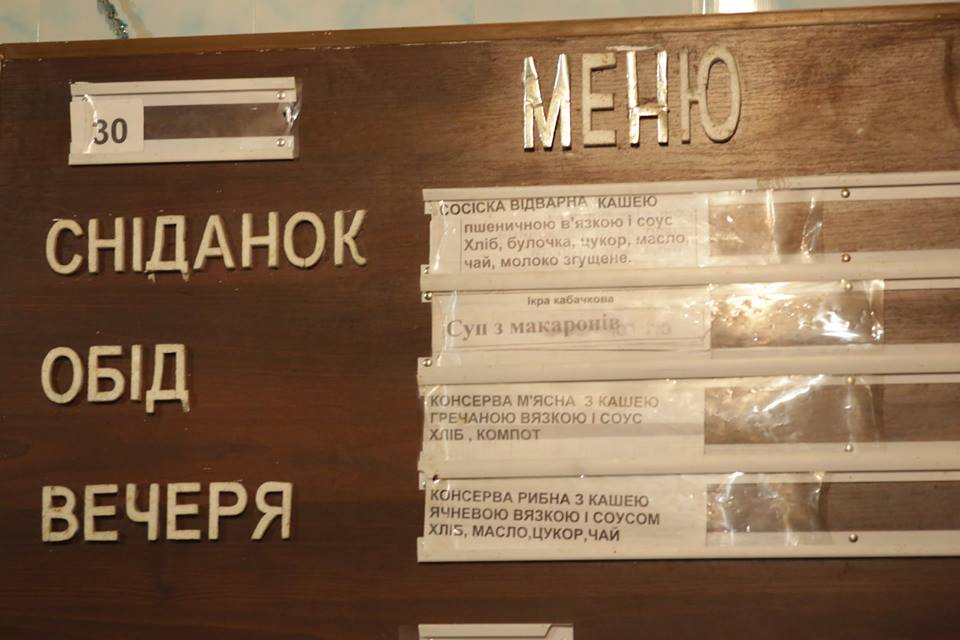 МЕНЮ
30
СНІДАНОК
СОСІСКА ВІДВАРНА КАШЕЮ
пшеничною в'язкою і соус
Хліб, булочка, цукор, масло,
чай, молоко згущене.
ОБІД
Ікра кабачкова
Суп з макаронів
КОНСЕРВА М'ЯСНА З КАШЕЮ
ГРЕЧАНОЮ ВЯЗКОЮ І СОУС
ХЛІБ , КОМПОТ
ВЕЧЕРЯ
КОНСЕРВА РИБНА З КАШЕЮ
ЯЧНЕВОЮ ВЯЗКОЮ І СОУСОМ
ХЛІБ, МАСЛО,ЦУКОР,ЧАЙ